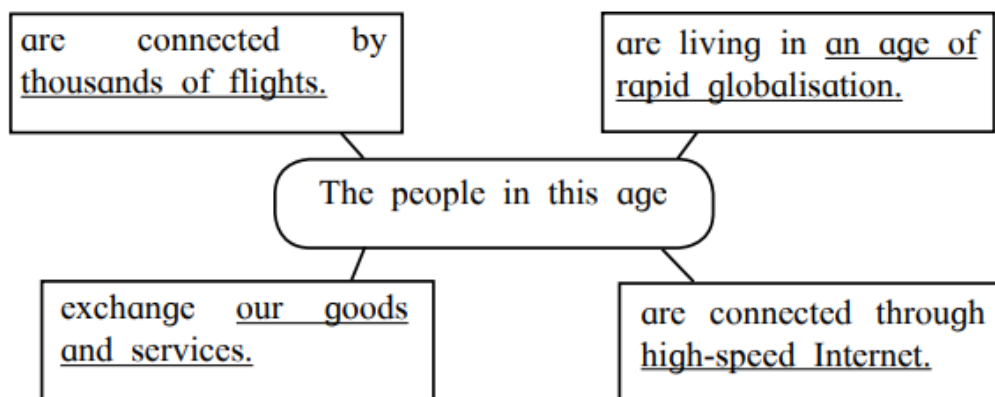 are connected by
thousands of flights.
are living in an age of
rapid globalisation.
The people in this age
exchange our goods
and services.
are connected through
high-speed Internet.